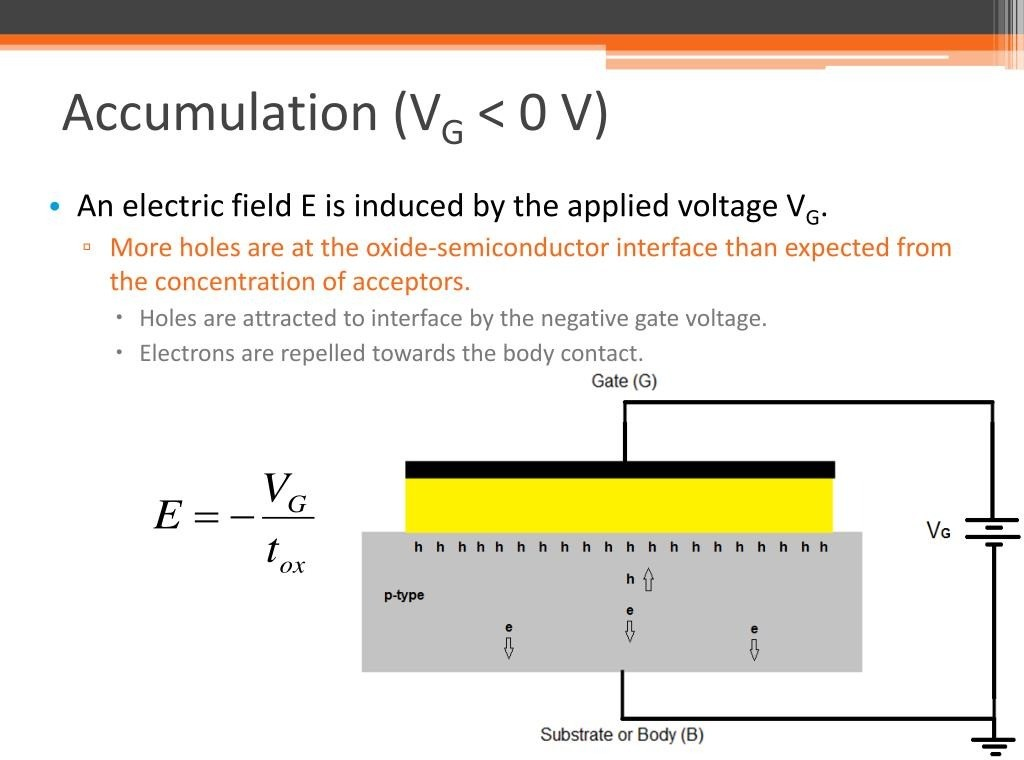 Accumulation (VG < 0 V)
• An electric field E is induced by the applied voltage VG.
▫ More holes are at the oxide-semiconductor interface than expected from
the concentration of acceptors.
• Holes are attracted to interface by the negative gate voltage.
• Electrons are repelled towards the body contact.
Gate (G)
E = − VG / tox
VG
h h h h h h h h h h h h h h h h h h h h
h
p-type
e
e
e
Substrate or Body (B)